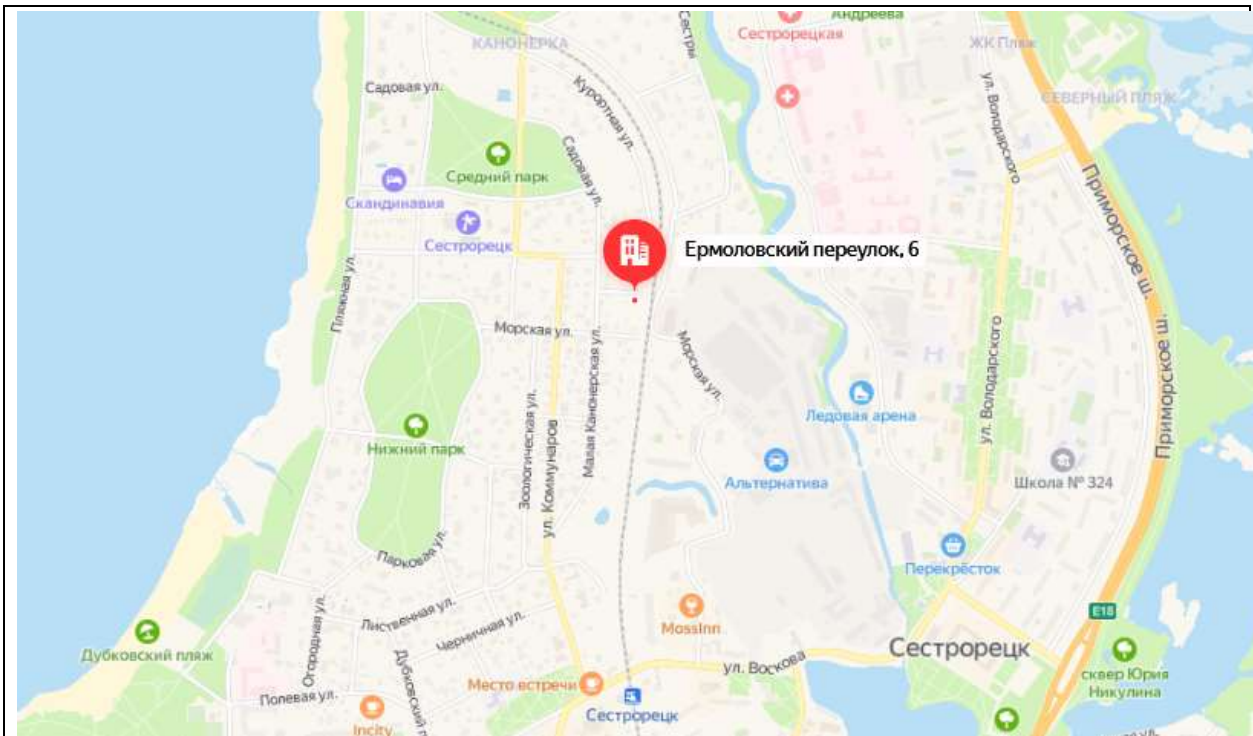 Андреева
Сестрорецкая
Сестры
КАНОНЕРКА
ЖК Пляж
Садовая ул.
Курортная ул.
ул. Володарского
СЕВЕРНЫЙ ПЛЯЖ
Средний парк
Садовая ул.
Скандинавия
Приморское ш.
Сестрорецк
Ермоловский переулок, 6
Пляжная ул.
Морская ул.
Морская ул.
Малая Канонерская ул.
ул. Володарского
Приморское ш.
Ледовая арена
Нижний парк
Зоологическая ул.
ул. Коммунаров
Альтернатива
Школа № 324
Парковая ул.
Перекрёсток
Лиственная ул.
Черничная ул.
Огородная ул.
MossInn
E18
Дубковский пляж
Сестрорецк
Дубковский п
ул. Воскова
сквер Юрия
Никулина
Полевая ул.
Место встречи
Incity
Сестрорецк